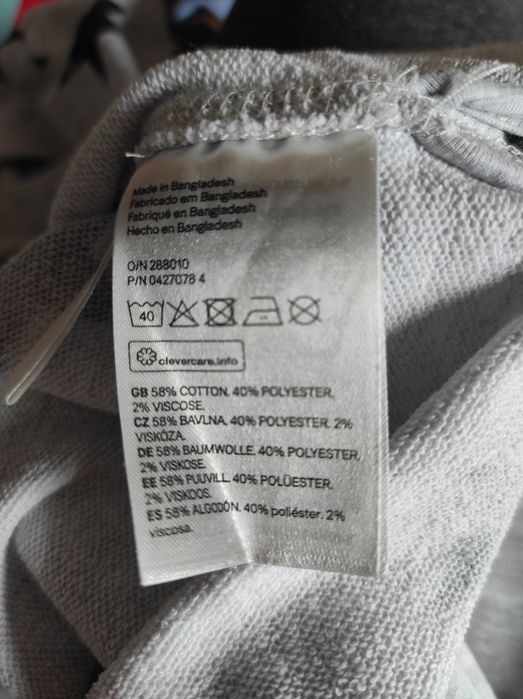 Made in Bangladesh
Fabricado em Bangladesh
Fabriqué en Bangladesh
Hecho en Bangladesh
O/N 288010
P/N 0427078 4
40
clevercare.info
GB 58% COTTON. 40% POLYESTER.
2% VISCOSE.
CZ 58% BAVLNA. 40% POLYESTER. 2%
VISKÓZA.
DE 58% BAUMWOLLE. 40% POLYESTER.
2% VISKOSE.
EE 58% PUUVILL. 40% POLÜESTER.
2% VISKOOS.
ES 58% ALGODÓN. 40% poliéster. 2%
viscosa.